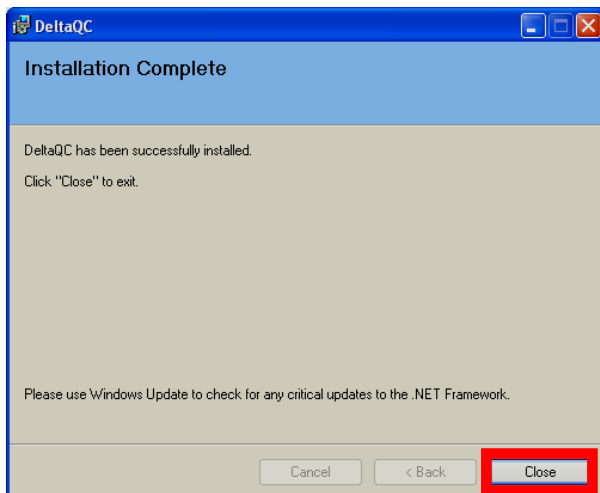 DeltaQC
Installation Complete
DeltaQC has been successfully installed.
Click "Close" to exit.
Please use Windows Update to check for any critical updates to the .NET Framework.
Cancel
< Back
Close